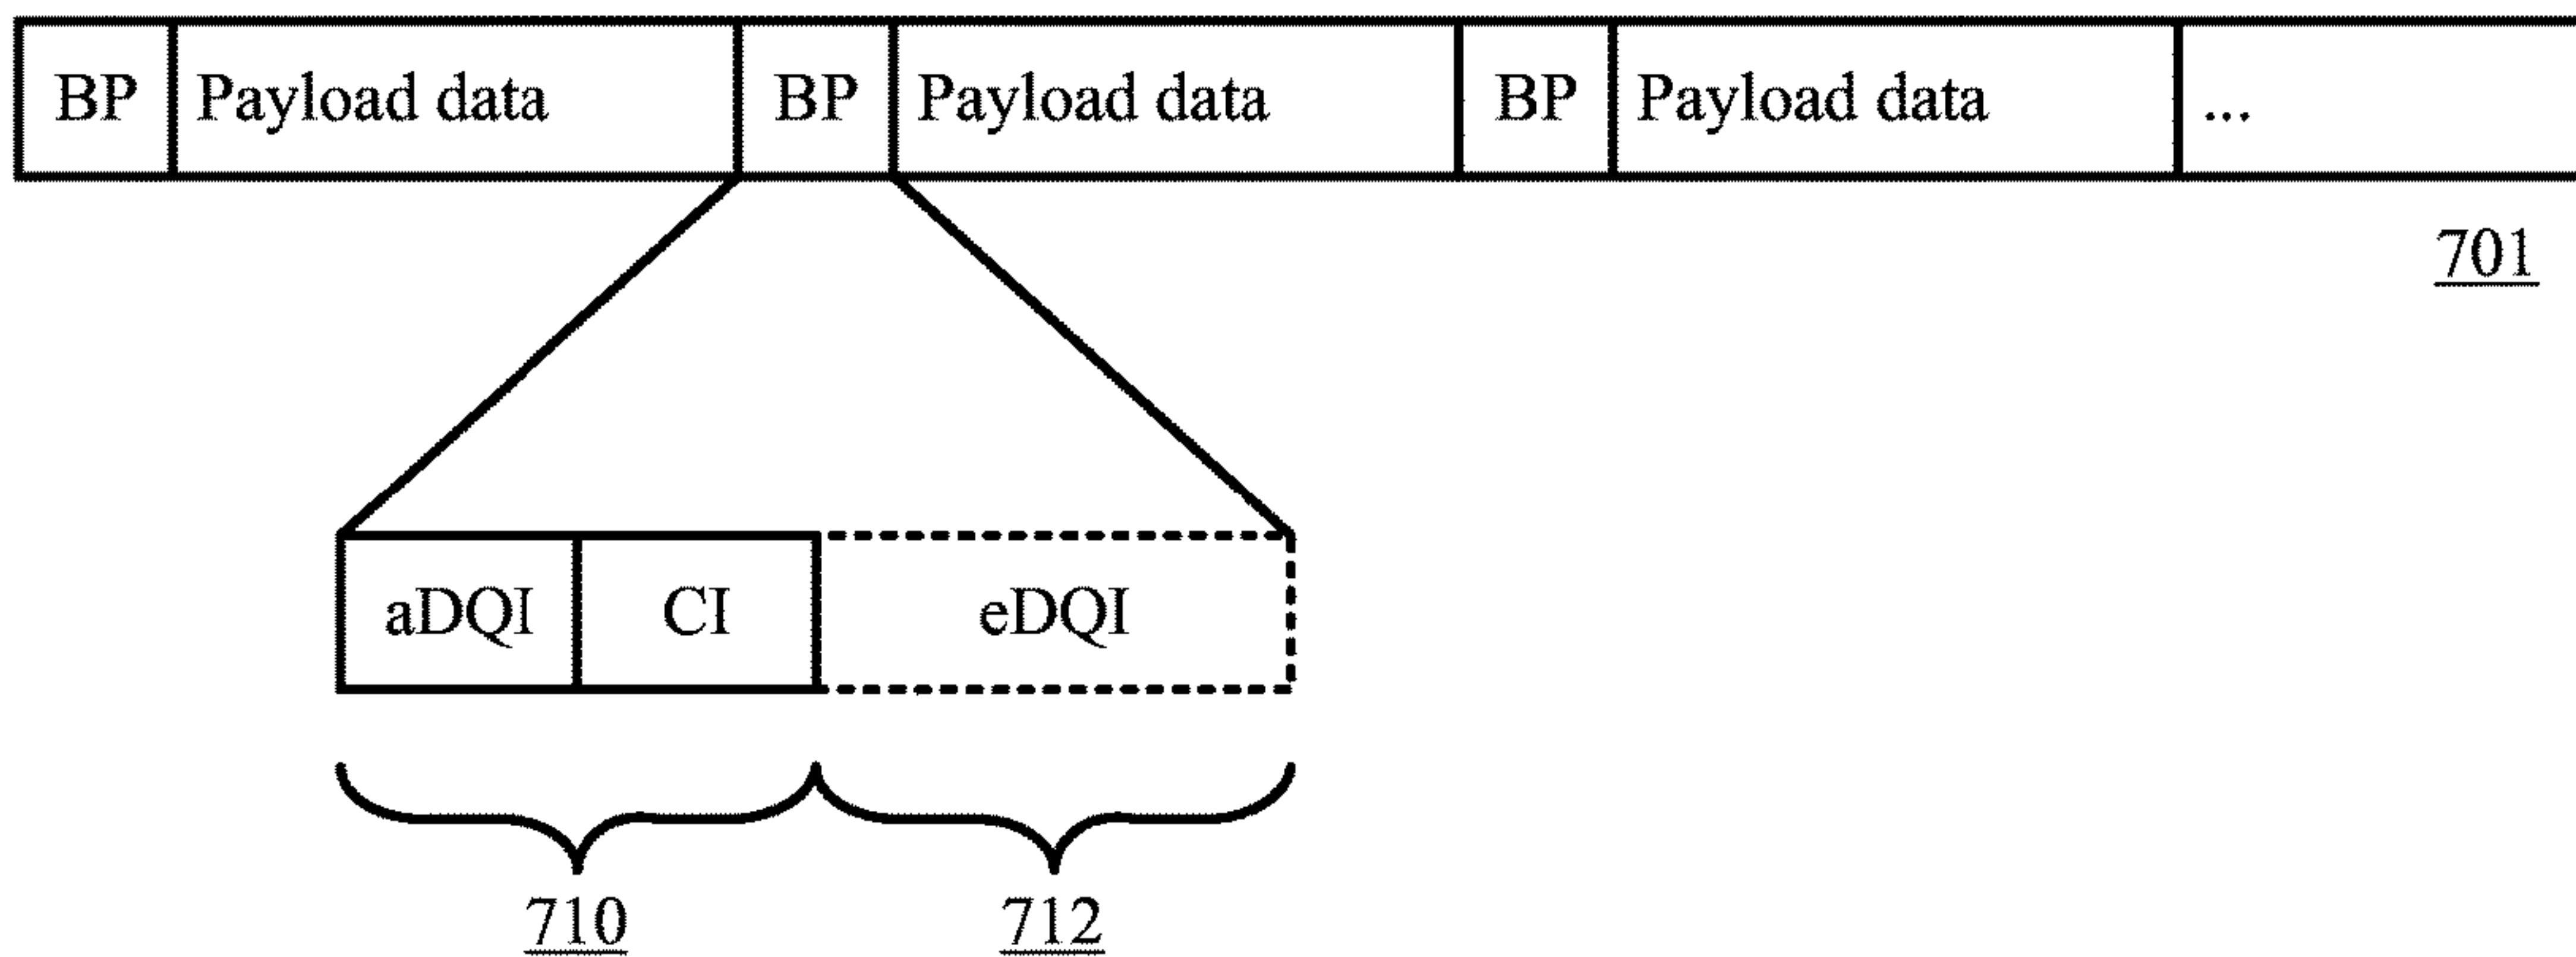 BP Payload data BP Payload data BP Payload data ...
701
aDQI CI eDQI
710 712